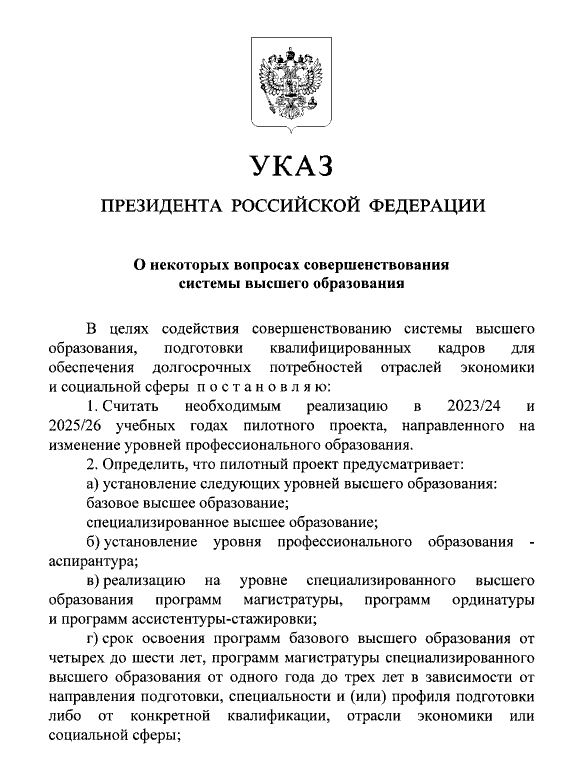 УКАЗ
ПРЕЗИДЕНТА РОССИЙСКОЙ ФЕДЕРАЦИИ
О некоторых вопросах совершенствования
системы высшего образования
В целях содействия совершенствованию системы высшего
образования, подготовки квалифицированных кадров для
обеспечения долгосрочных потребностей отраслей экономики
и социальной сферы п о с т а н о в л я ю:
1. Считать необходимым реализацию в 2023/24 и
2025/26 учебных годах пилотного проекта, направленного на
изменение уровней профессионального образования.
2. Определить, что пилотный проект предусматривает:
а) установление следующих уровней высшего образования:
базовое высшее образование;
специализированное высшее образование;
б) установление уровня профессионального образования -
аспирантура;
в) реализацию на уровне специализированного высшего
образования программ магистратуры, программ ординатуры
и программ ассистентуры-стажировки;
г) срок освоения программ базового высшего образования от
четырех до шести лет, программ магистратуры специализированного
высшего образования от одного года до трех лет в зависимости от
направления подготовки, специальности и (или) профиля подготовки
либо от конкретной квалификации, отрасли экономики или
социальной сферы;